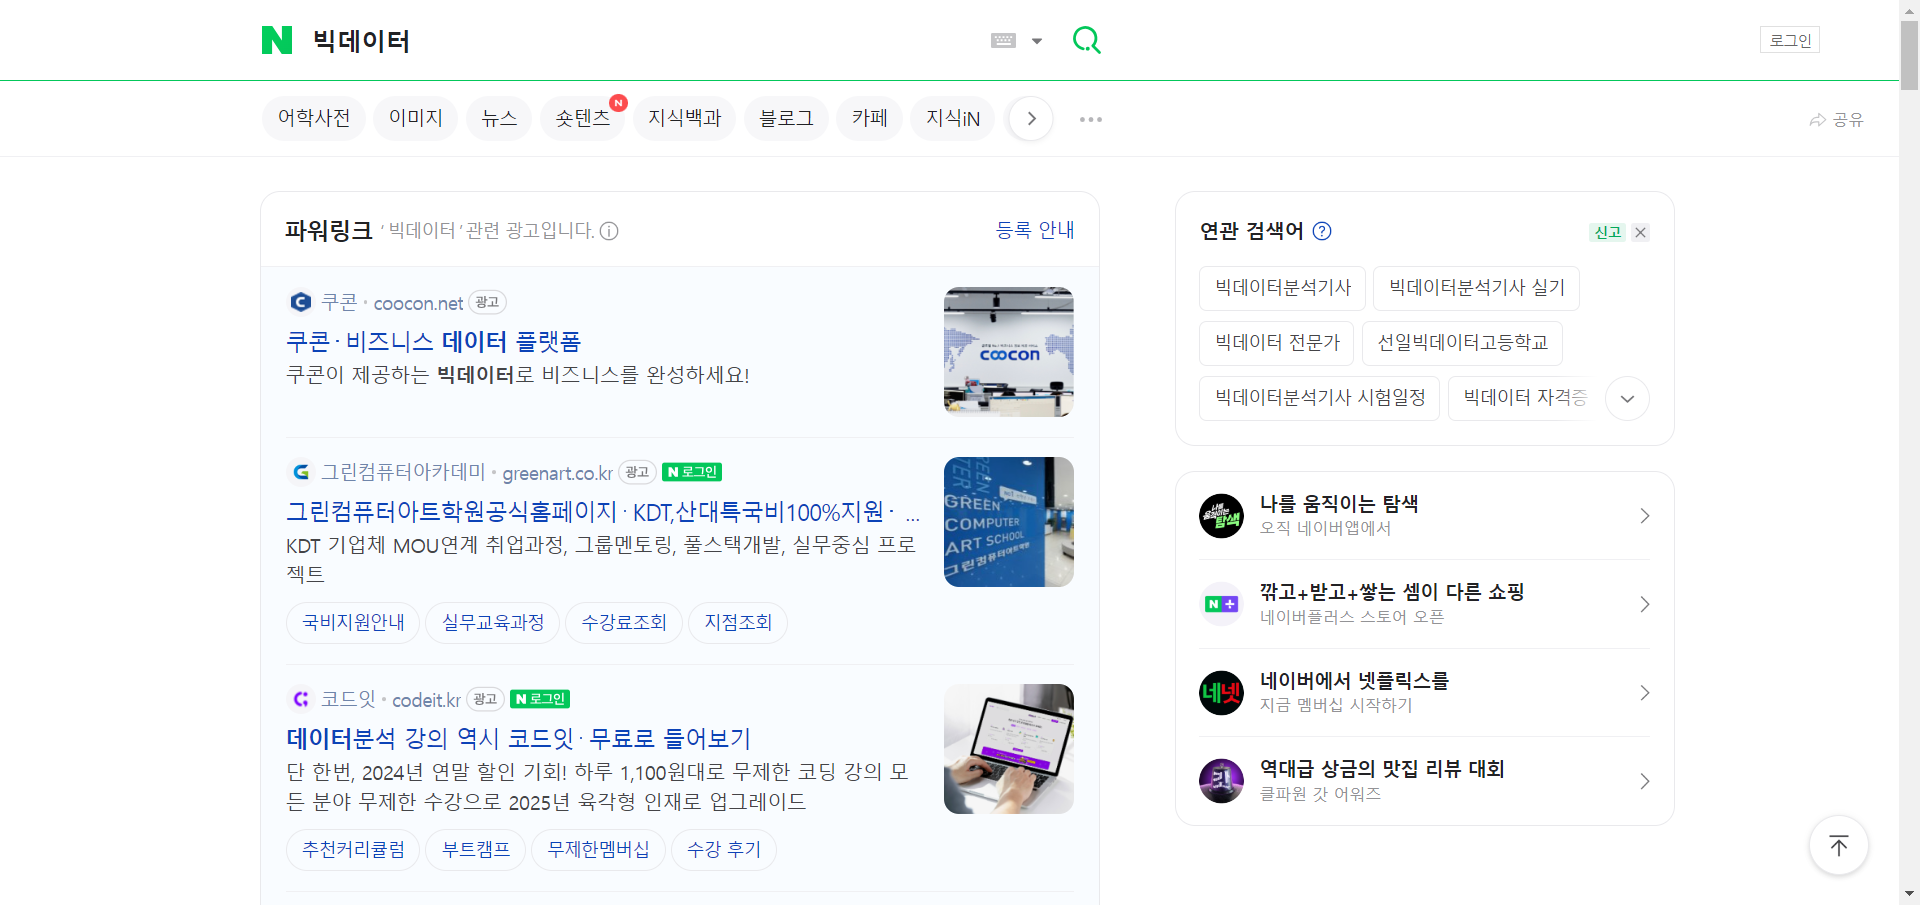 N 빅데이터
로그인
어학사전 이미지 뉴스 숏텐츠 N 지식백과 블로그 카페 지식iN
공유
파워링크 '빅데이터' 관련 광고입니다.
등록 안내
쿠콘 · coocon.net 광고
쿠콘 · 비즈니스 데이터 플랫폼
쿠콘이 제공하는 빅데이터로 비즈니스를 완성하세요!
coocon
그린컴퓨터아카데미 · greenart.co.kr 광고 N 로그인
그린컴퓨터아트학원공식홈페이지 · KDT,산대특국비100%지원 · ...
KDT 기업체 MOU연계 취업과정, 그룹멘토링, 풀스택개발, 실무중심 프로
젝트
GREEN
COMPUTER
ART SCHOOL
그린컴퓨터아트학원
국비지원안내 실무교육과정 수강료조회 지점조회
코드잇 · codeit.kr 광고 N 로그인
데이터분석 강의 역시 코드잇 · 무료로 들어보기
단 한번, 2024년 연말 할인 기회! 하루 1,100원대로 무제한 코딩 강의 모
든 분야 무제한 수강으로 2025년 육각형 인재로 업그레이드
추천커리큘럼 부트캠프 무제한멤버십 수강 후기
연관 검색어 ?
신고
빅데이터분석기사 빅데이터분석기사 실기
빅데이터 전문가 선일빅데이터고등학교
빅데이터분석기사 시험일정 빅데이터 자격증
나를 움직이는 탐색
나를 움직이는 탐색
오직 네이버앱에서
N+
깎고+받고+쌓는 셈이 다른 쇼핑
네이버플러스 스토어 오픈
네넷
네이버에서 넷플릭스를
지금 멤버십 시작하기
갓
역대급 상금의 맛집 리뷰 대회
클파원 갓 어워즈